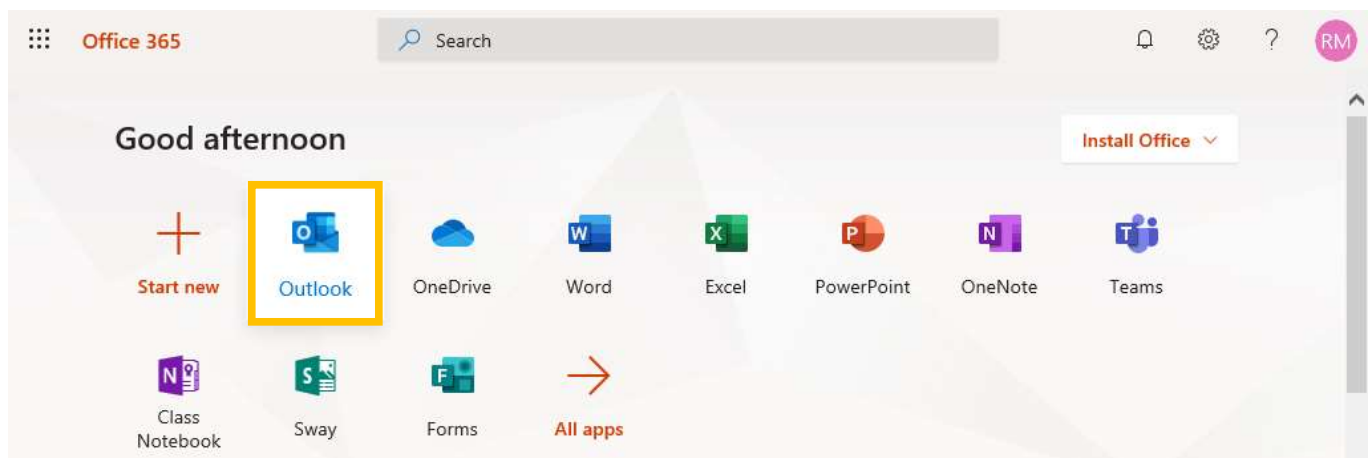 Office 365
Search
?
RM
Good afternoon
Install Office
Start new
Outlook
OneDrive
Word
Excel
PowerPoint
OneNote
Teams
Class
Notebook
Sway
Forms
All apps